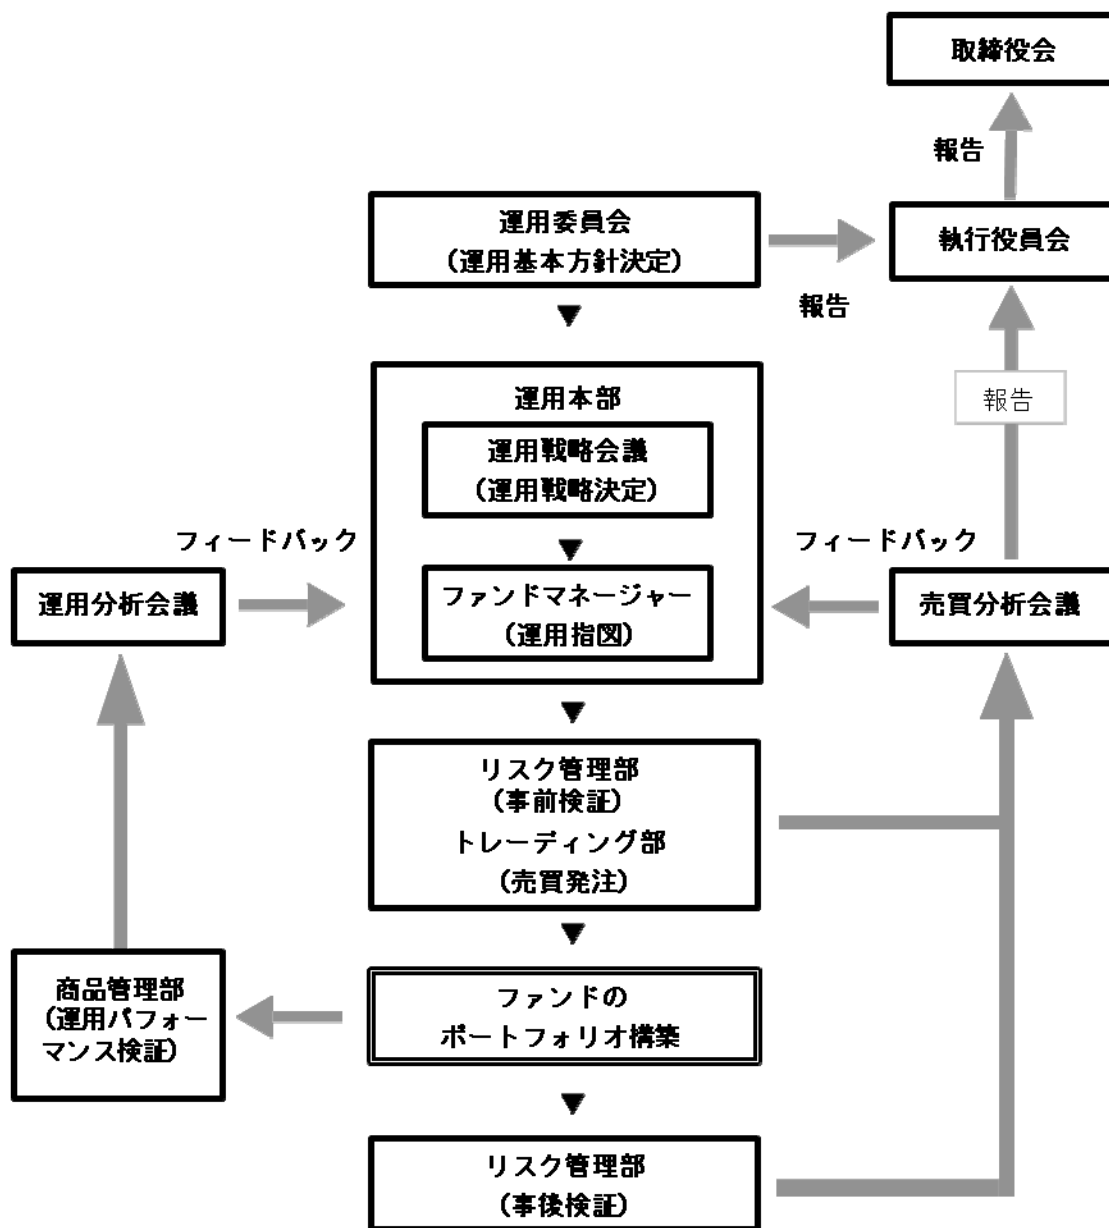 取締役会
報告
運用委員会
(運用基本方針決定)
執行役員会
報告
運用本部
報告
運用戦略会議
(運用戦略決定)
フィードバック
フィードバック
運用分析会議
ファンドマネージャー
(運用指図)
売買分析会議
リスク管理部
(事前検証)
トレーディング部
(売買発注)
商品管理部
(運用パフォー
マンス検証)
ファンドの
ポートフォリオ構築
リスク管理部
(事後検証)